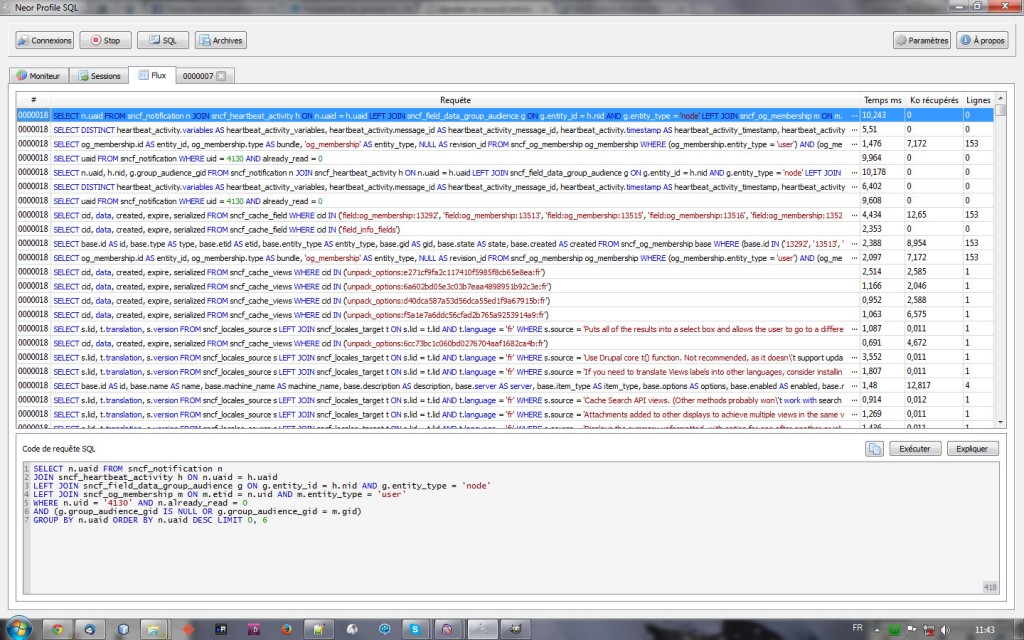 Neor Profile SQL
Connexions Stop SQL Archives Paramètres À propos
Moniteur Sessions Flux 0000007
# Requête Temps ms Ko récupérés Lignes
0000018 SELECT n.uaid FROM sncf_notification n JOIN sncf_heartbeat_activity h ON n.uaid = h.uaid LEFT JOIN sncf_field_data_group_audience g ON g.entity_id = h.nid AND g.entity_type = 'node' LEFT JOIN sncf_og_membership m ON m. ... 10,243 0 0
0000018 SELECT DISTINCT heartbeat_activity.variables AS heartbeat_activity_variables, heartbeat_activity.message_id AS heartbeat_activity_message_id, heartbeat_activity.timestamp AS heartbeat_activity_timestamp, heartbeat_activity ... 5,51 0 0
0000018 SELECT og_membership.id AS entity_id, og_membership.type AS bundle, 'og_membership' AS entity_type, NULL AS revision_id FROM sncf_og_membership og_membership WHERE (og_membership.entity_type = 'user') AND (og_me ... 1,476 7,172 153
0000018 SELECT uaid FROM sncf_notification WHERE uid = 4130 AND already_read = 0 9,964 0 0
0000018 SELECT n.uaid, h.nid, g.group_audience_gid FROM sncf_notification n JOIN sncf_heartbeat_activity h ON n.uaid = h.uaid LEFT JOIN sncf_field_data_group_audience g ON g.entity_id = h.nid AND g.entity_type = 'node' LEFT JOIN ... 10,178 0 0
0000018 SELECT DISTINCT heartbeat_activity.variables AS heartbeat_activity_variables, heartbeat_activity.message_id AS heartbeat_activity_message_id, heartbeat_activity.timestamp AS heartbeat_activity_timestamp, heartbeat_activity ... 6,402 0 0
0000018 SELECT uaid FROM sncf_notification WHERE uid = 4130 AND already_read = 0 9,608 0 0
0000018 SELECT cid, data, created, expire, serialized FROM sncf_cache_field WHERE cid IN ('field:og_membership:13292', 'field:og_membership:13513', 'field:og_membership:13515', 'field:og_membership:13516', 'field:og_membership:1352 ... 4,434 12,65 153
0000018 SELECT cid, data, created, expire, serialized FROM sncf_cache_field WHERE cid IN ('field_info_fields') 2,353 0 0
0000018 SELECT base.id AS id, base.type AS type, base.etid AS etid, base.entity_type AS entity_type, base.gid AS gid, base.state AS state, base.created AS created FROM sncf_og_membership base WHERE (base.id IN ('13292', '13513', ' ... 2,388 8,954 153
0000018 SELECT og_membership.id AS entity_id, og_membership.type AS bundle, 'og_membership' AS entity_type, NULL AS revision_id FROM sncf_og_membership og_membership WHERE (og_membership.entity_type = 'user') AND (og_me ... 2,097 7,172 153
0000018 SELECT cid, data, created, expire, serialized FROM sncf_cache_views WHERE cid IN ('unpack_options:e271cf9fa2c117410f5985f8cb65e8ea:fr') 2,514 2,585 1
0000018 SELECT cid, data, created, expire, serialized FROM sncf_cache_views WHERE cid IN ('unpack_options:6a602bd05e3c03b7eaa4898951b92c3e:fr') 1,166 2,046 1
0000018 SELECT cid, data, created, expire, serialized FROM sncf_cache_views WHERE cid IN ('unpack_options:d40dca587a53d56dca55ed1f9a67915b:fr') 0,952 2,588 1
0000018 SELECT cid, data, created, expire, serialized FROM sncf_cache_views WHERE cid IN ('unpack_options:f5a1e7a6ddc56cfad2b765a9253914a9:fr') 1,063 6,575 1
0000018 SELECT s.lid, t.translation, s.version FROM sncf_locales_source s LEFT JOIN sncf_locales_target t ON s.lid = t.lid AND t.language = 'fr' WHERE s.source = 'Puts all of the results into a select box and allows the user to go to a differe ... 1,087 0,011 1
0000018 SELECT cid, data, created, expire, serialized FROM sncf_cache_views WHERE cid IN ('unpack_options:6cc73bc1c060bd0276704aaf1682ca4b:fr') 0,691 4,672 1
0000018 SELECT s.lid, t.translation, s.version FROM sncf_locales_source s LEFT JOIN sncf_locales_target t ON s.lid = t.lid AND t.language = 'fr' WHERE s.source = 'Use Drupal core t() function. Not recommended, as it doesn\'t support upda ... 3,552 0,011 1
0000018 SELECT s.lid, t.translation, s.version FROM sncf_locales_source s LEFT JOIN sncf_locales_target t ON s.lid = t.lid AND t.language = 'fr' WHERE s.source = 'If you need to translate Views labels into other languages, consider installin ... 1,807 0,011 1
0000018 SELECT base.id AS id, base.name AS name, base.machine_name AS machine_name, base.description AS description, base.server AS server, base.item_type AS item_type, base.options AS options, base.enabled AS enabled, base.r ... 1,48 12,817 4
0000018 SELECT s.lid, t.translation, s.version FROM sncf_locales_source s LEFT JOIN sncf_locales_target t ON s.lid = t.lid AND t.language = 'fr' WHERE s.source = 'Cache Search API views. (Other methods probably won\'t work with search ... 0,914 0,012 1
0000018 SELECT s.lid, t.translation, s.version FROM sncf_locales_source s LEFT JOIN sncf_locales_target t ON s.lid = t.lid AND t.language = 'fr' WHERE s.source = 'Attachments added to other displays to achieve multiple views in the same v ... 1,269 0,011 1
Code de requête SQL Exécuter Expliquer
1 SELECT n.uaid FROM sncf_notification n
2 JOIN sncf_heartbeat_activity h ON n.uaid = h.uaid
3 LEFT JOIN sncf_field_data_group_audience g ON g.entity_id = h.nid AND g.entity_type = 'node'
4 LEFT JOIN sncf_og_membership m ON m.etid = n.uid AND m.entity_type = 'user'
5 WHERE n.uid = '4130' AND n.already_read = 0
6 AND (g.group_audience_gid IS NULL OR g.group_audience_gid = m.gid)
7 GROUP BY n.uaid ORDER BY n.uaid DESC LIMIT 0, 6
418
FR 11:43